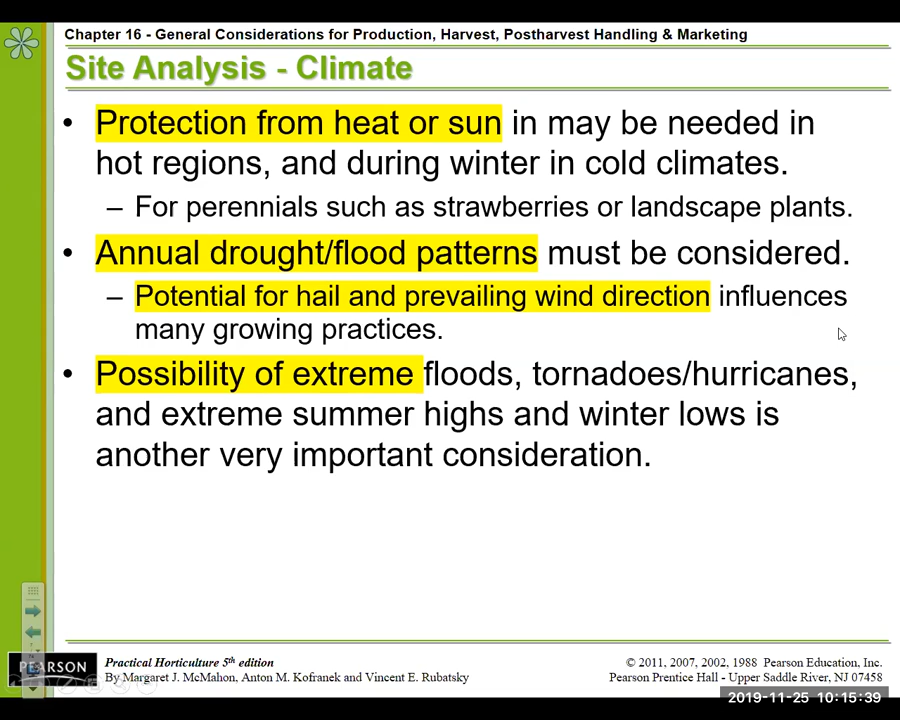 Chapter 16 - General Considerations for Production, Harvest, Postharvest Handling & Marketing
Site Analysis - Climate
• Protection from heat or sun in may be needed in
hot regions, and during winter in cold climates.
– For perennials such as strawberries or landscape plants.
• Annual drought/flood patterns must be considered.
– Potential for hail and prevailing wind direction influences
many growing practices.
• Possibility of extreme floods, tornadoes/hurricanes,
and extreme summer highs and winter lows is
another very important consideration.
PEARSON
Practical Horticulture 5th edition
By Margaret J. McMahon, Anton M. Kofranek and Vincent E. Rubatsky
© 2011, 2007, 2002, 1988 Pearson Education, Inc.
Pearson Prentice Hall - Upper Saddle River, NJ 07458
2019-11-25 10:15:39